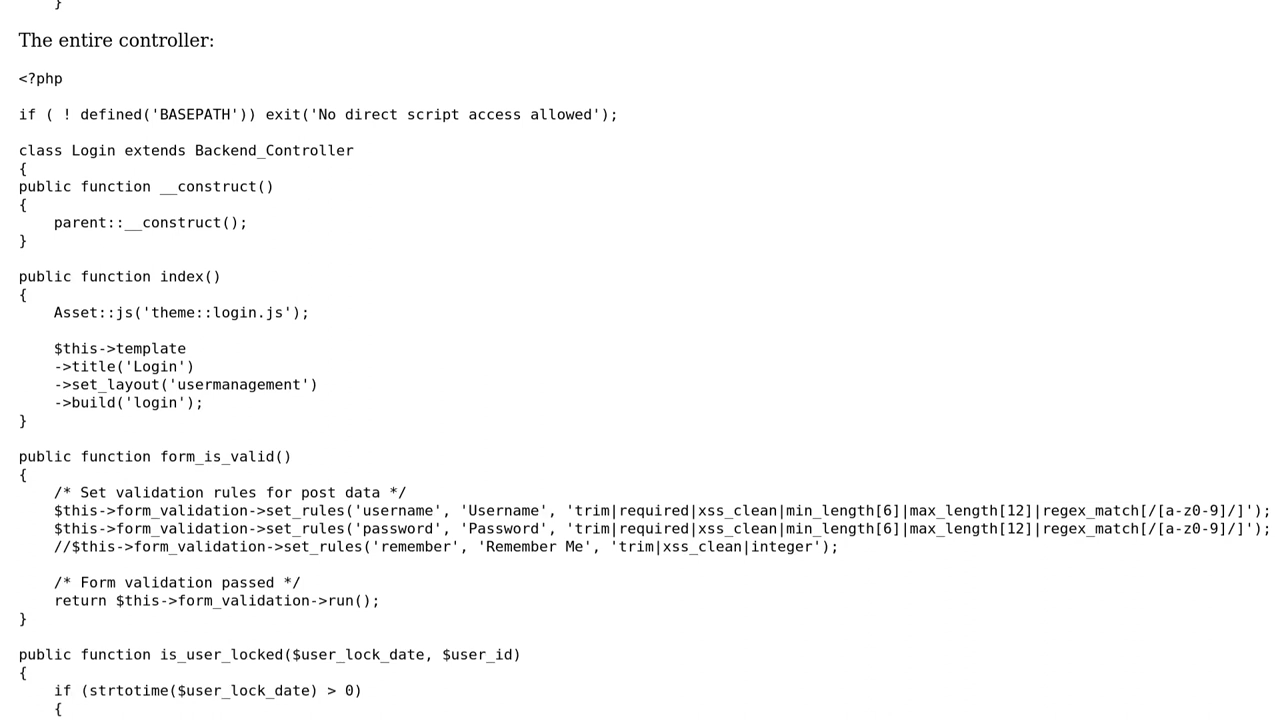 }
The entire controller:
<?php
if ( ! defined('BASEPATH')) exit('No direct script access allowed');
class Login extends Backend_Controller
{
public function __construct()
{
    parent::__construct();
}
public function index()
{
    Asset::js('theme::login.js');
    $this->template
    ->title('Login')
    ->set_layout('usermanagement')
    ->build('login');
}
public function form_is_valid()
{
    /* Set validation rules for post data */
    $this->form_validation->set_rules('username', 'Username', 'trim|required|xss_clean|min_length[6]|max_length[12]|regex_match[/[a-z0-9]/]');
    $this->form_validation->set_rules('password', 'Password', 'trim|required|xss_clean|min_length[6]|max_length[12]|regex_match[/[a-z0-9]/]');
    //$this->form_validation->set_rules('remember', 'Remember Me', 'trim|xss_clean|integer');
    /* Form validation passed */
    return $this->form_validation->run();
}
public function is_user_locked($user_lock_date, $user_id)
{
    if (strtotime($user_lock_date) > 0)
    {